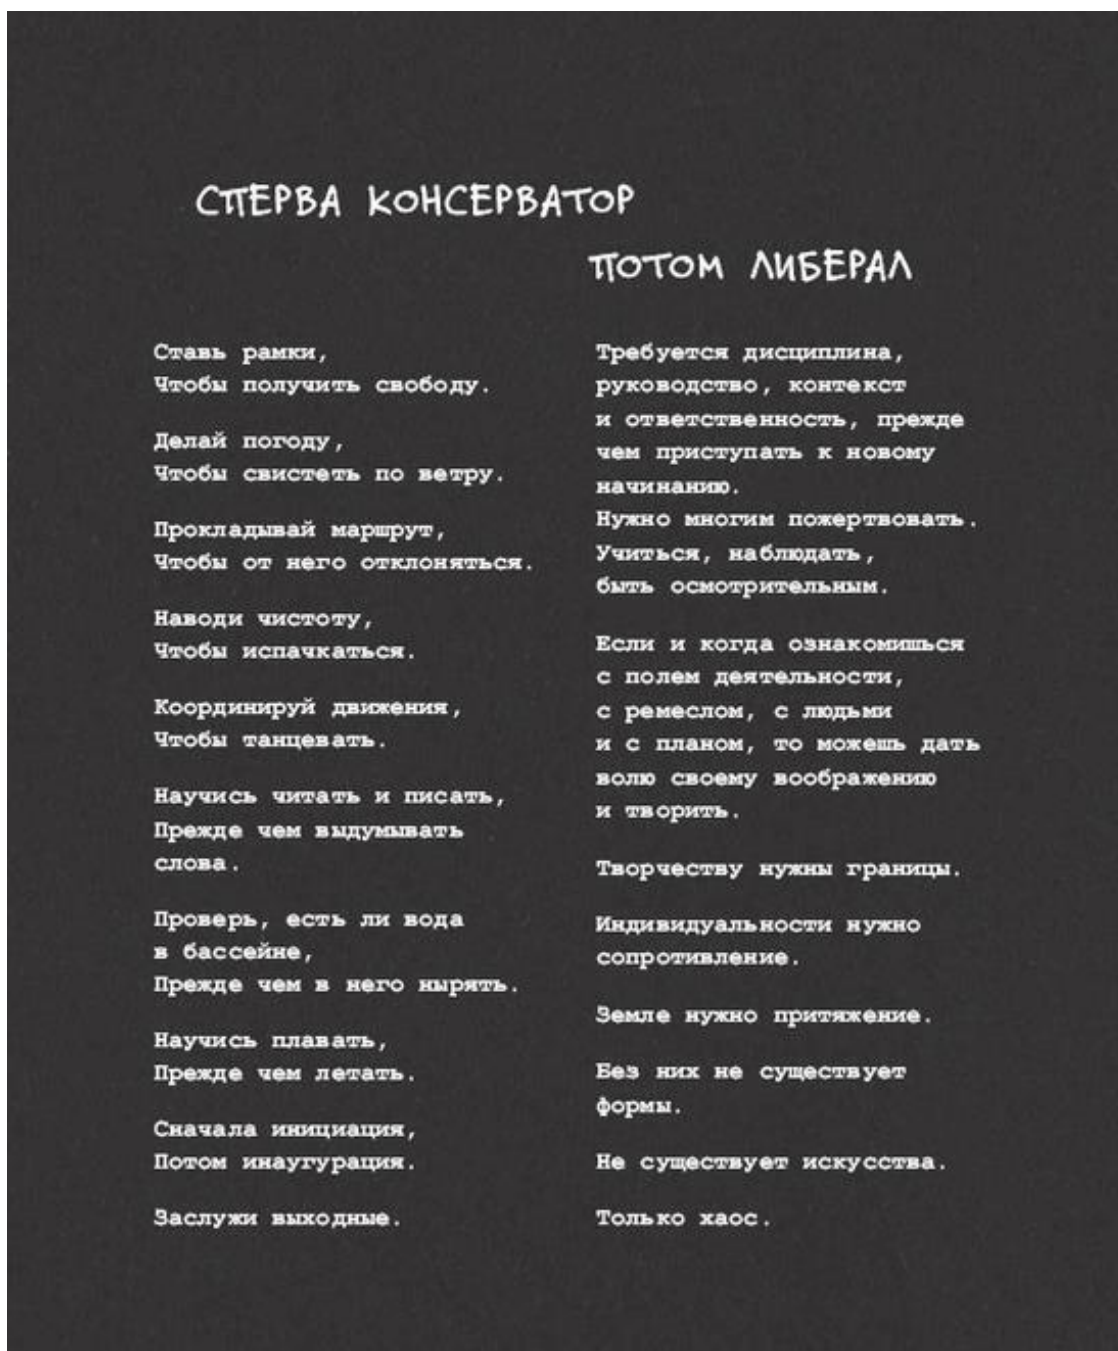 СПЕРВА КОНСЕРВАТОР
ПОТОМ ЛИБЕРАЛ
Ставь рамки,
Чтобы получить свободу.
Делай погоду,
Чтобы свистеть по ветру.
Прокладывай маршрут,
Чтобы от него отклоняться.
Наводи чистоту,
Чтобы испачкаться.
Координируй движения,
Чтобы танцевать.
Научись читать и писать,
Прежде чем выдумывать
слова.
Проверь, есть ли вода
в бассейне,
Прежде чем в него нырять.
Научись плавать,
Прежде чем летать.
Сначала инициация,
Потом инаугурация.
Заслужи выходные.
Требуется дисциплина,
руководство, контекст
и ответственность, прежде
чем приступать к новому
начинанию.
Нужно многим пожертвовать.
Учиться, наблюдать,
быть осмотрительным.
Если и когда ознакомишься
с полем деятельности,
с ремеслом, с людьми
и с планом, то можешь дать
волю своему воображению
и творить.
Творчеству нужны границы.
Индивидуальности нужно
сопротивление.
Земле нужно притяжение.
Без них не существует
формы.
Не существует искусства.
Только хаос.